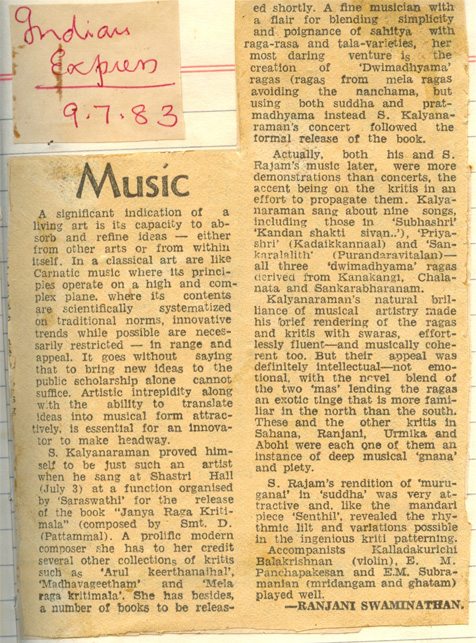 Indian
Express
9.7.83
Music
A significant indication of a
living art is its capacity to ab-
sorb and refine ideas — either
from other arts or from within
itself. In a classical art are like
Carnatic music where its princi-
ples operate on a high and com-
plex plane, where its contents
are scientifically systematized
on traditional norms, innovative
trends while possible are neces-
sarily restricted — in range and
appeal. It goes without saying
that to bring new ideas to the
public scholarship alone cannot
suffice. Artistic intrepidity along
with the ability to translate
ideas into musical form attrac-
tively, is essential for an innova-
tor to make headway.
S. Kalyanaraman proved him-
self to be just such an artist
when he sang at Shastri Hall
(July 3) at a function organised
by 'Saraswathi' for the release
of the book "Janya Raga Kriti-
mala" (composed by Smt. D.
(Pattammal). A prolific modern
composer she has to her credit
several other collections of kritis
such as 'Arul keerthanaihal',
'Madhavageetham' and 'Mela
raga kritimala'. She has besides,
a number of books to be releas-
ed shortly. A fine musician with
a flair for blending simplicity
and poignance of sahitya with
raga-rasa and tala-varieties, her
most daring venture is the
creation of 'Dwimadhyama'
ragas (ragas from mela ragas
avoiding the nanchama, but
using both suddha and prat-
madhyama instead S. Kalyana-
raman's concert followed the
formal release of the book.
Actually, both his and S.
Rajam's music later, were more
demonstrations than concerts, the
accent being on the kritis in an
effort to propagate them. Kalya-
naraman sang about nine songs,
including those in 'Subhashri'
'Kandan shakti sivan..'), 'Priya-
shri' (Kadaikkannaal) and 'San-
karalalith' (Purandaravitalan)—
all three 'dwimadhyama' ragas
derived from Kanakangi, Chala-
nata and Sankarabharanam.
Kalyanaraman's natural bril-
liance of musical artistry made
his brief rendering of the ragas
and kritis with swaras, effort-
lessly fluent—and musically cohe-
rent too. But their appeal was
definitely intellectual—not emo-
tional, with the novel blend of
the two 'mas' lending the ragas
an exotic tinge that is more fami-
liar in the north than the south.
These and the other kritis in
Sahana, Ranjani, Urmika and
Abohi were each one of them an
instance of deep musical 'gnana'
and piety.
S. Rajam's rendition of 'muru-
ganai' in 'suddha' was very at-
tractive and, like the mandari
piece 'Senthil', revealed the rhy-
thmic lilt and variations possible
in the ingenious kriti patterning.
Accompanists Kalladakurichi
Balakrishnan (violin), E. M.
Panchapakesan and E.M. Subra-
manian (mridangam and ghatam)
played well.
—RANJANI SWAMINATHAN.